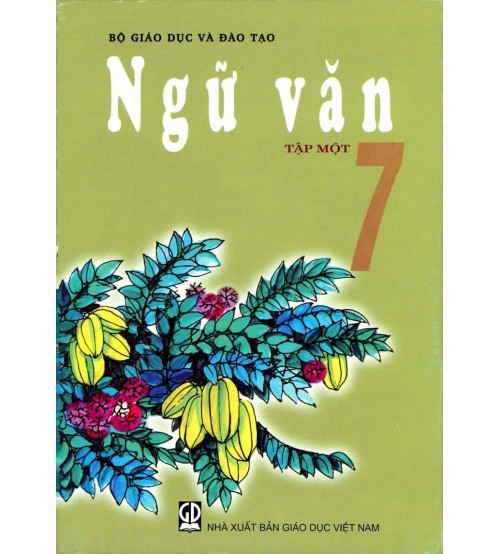 BỘ GIÁO DỤC VÀ ĐÀO TẠO
Ngữ văn
TẬP MỘT
7
GD
NHÀ XUẤT BẢN GIÁO DỤC VIỆT NAM